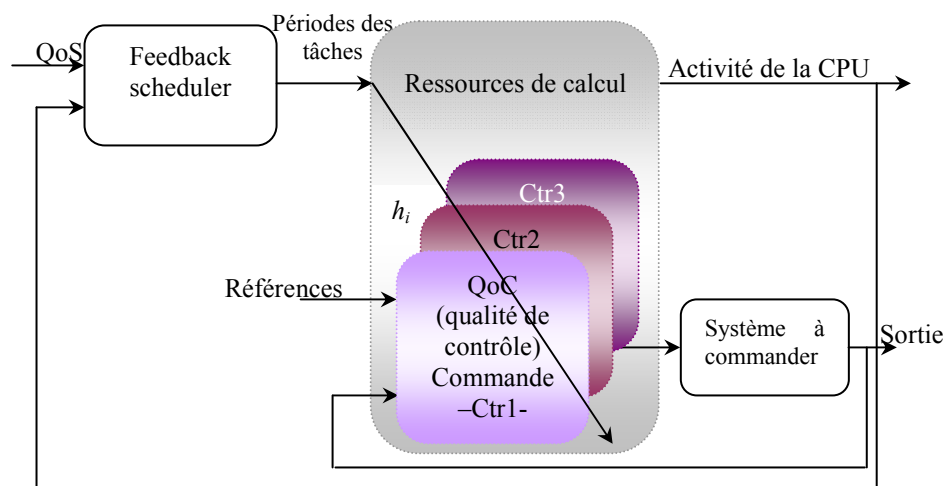 QoS
Feedback
scheduler
Périodes des
tâches
Ressources de calcul
Activité de la CPU
h_i
Ctr3
Ctr2
Références
QoC
(qualité de
contrôle)
Commande
–Ctr1-
Système à
commander
Sortie